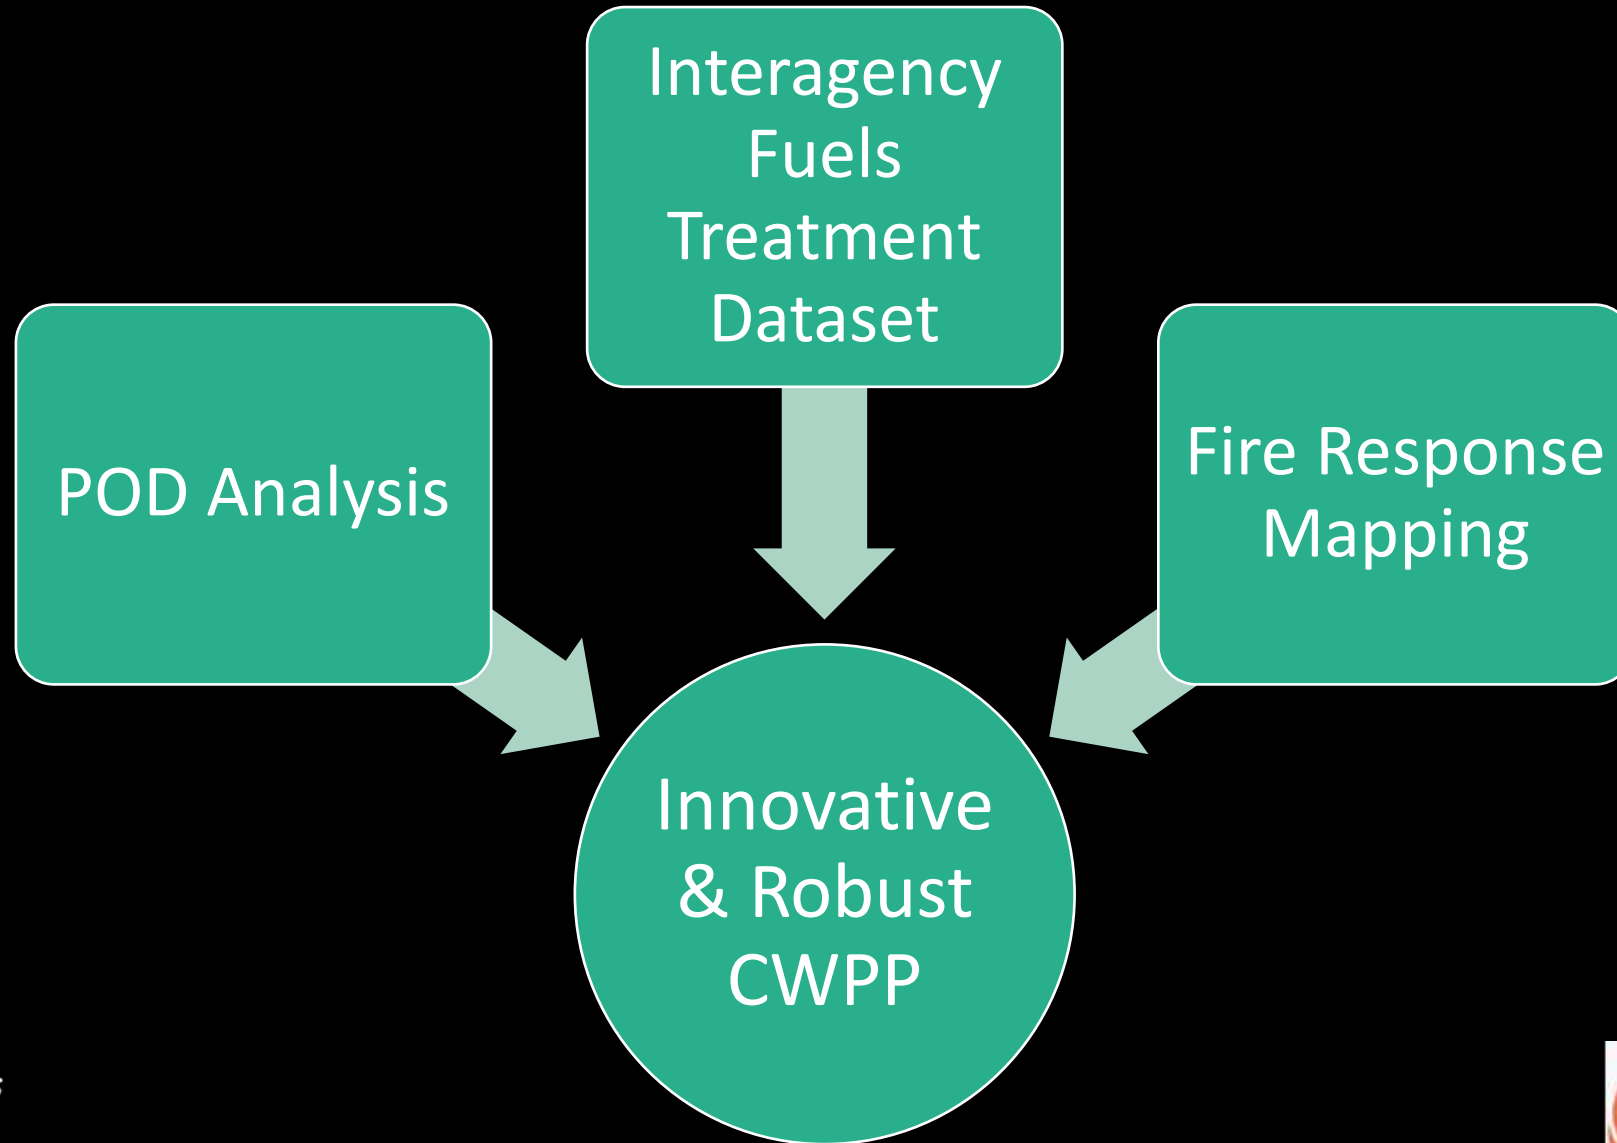 Interagency
Fuels
Treatment
Dataset
POD Analysis
Fire Response
Mapping
Innovative
& Robust
CWPP